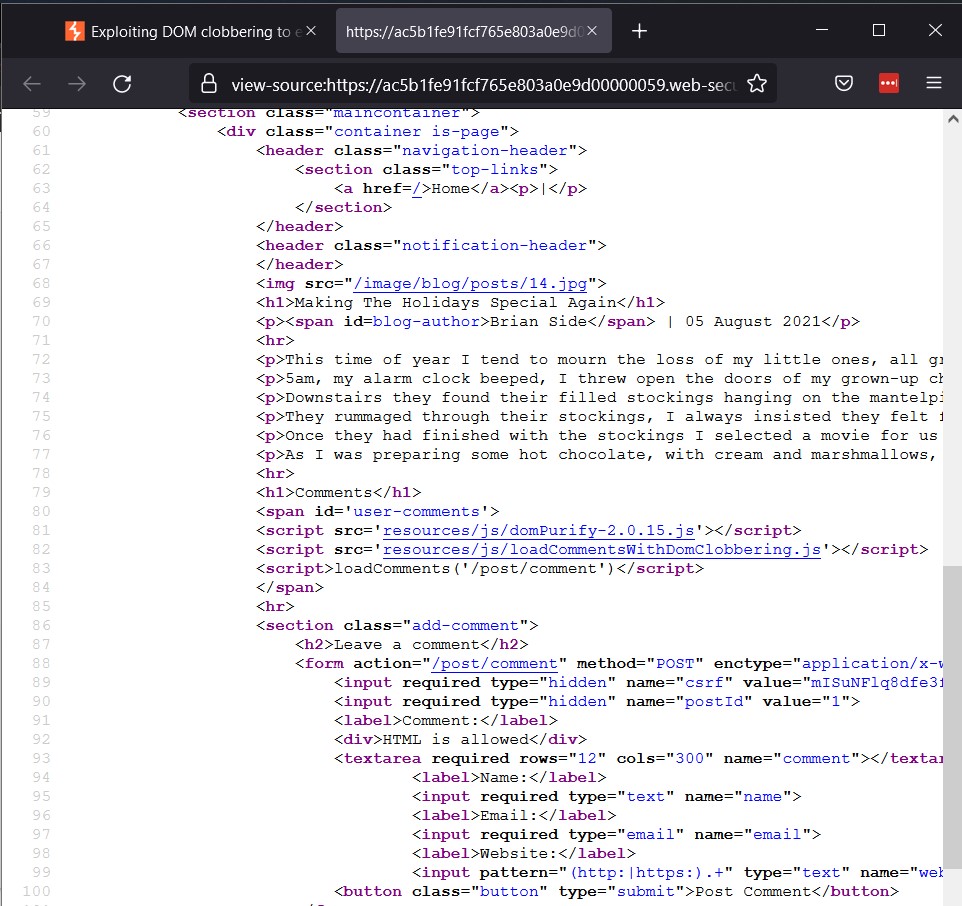 Exploiting DOM clobbering to e
https://ac5b1fe91fcf765e803a0e9d0
view-source:https://ac5b1fe91fcf765e803a0e9d00000059.web-secu
59 <section class="maincontainer">
60 <div class="container is-page">
61 <header class="navigation-header">
62 <section class="top-links">
63 <a href=/>Home</a><p>|</p>
64 </section>
65 </header>
66 <header class="notification-header">
67 </header>
68 <img src="/image/blog/posts/14.jpg">
69 <h1>Making The Holidays Special Again</h1>
70 <p><span id=blog-author>Brian Side</span> | 05 August 2021</p>
71 <hr>
72 <p>This time of year I tend to mourn the loss of my little ones, all gr
73 <p>5am, my alarm clock beeped, I threw open the doors of my grown-up ch
74 <p>Downstairs they found their filled stockings hanging on the mantelpi
75 <p>They rummaged through their stockings, I always insisted they felt f
76 <p>Once they had finished with the stockings I selected a movie for us
77 <p>As I was preparing some hot chocolate, with cream and marshmallows,
78 <hr>
79 <h1>Comments</h1>
80 <span id='user-comments'>
81 <script src='resources/js/domPurify-2.0.15.js'></script>
82 <script src='resources/js/loadCommentsWithDomClobbering.js'></script>
83 <script>loadComments('/post/comment')</script>
84 </span>
85 <hr>
86 <section class="add-comment">
87 <h2>Leave a comment</h2>
88 <form action="/post/comment" method="POST" enctype="application/x-w
89 <input required type="hidden" name="csrf" value="mISuNFlq8dfe3f
90 <input required type="hidden" name="postId" value="1">
91 <label>Comment:</label>
92 <div>HTML is allowed</div>
93 <textarea required rows="12" cols="300" name="comment"></textar
94 <label>Name:</label>
95 <input required type="text" name="name">
96 <label>Email:</label>
97 <input required type="email" name="email">
98 <label>Website:</label>
99 <input pattern="(http:|https:).+" type="text" name="web
100 <button class="button" type="submit">Post Comment</button>